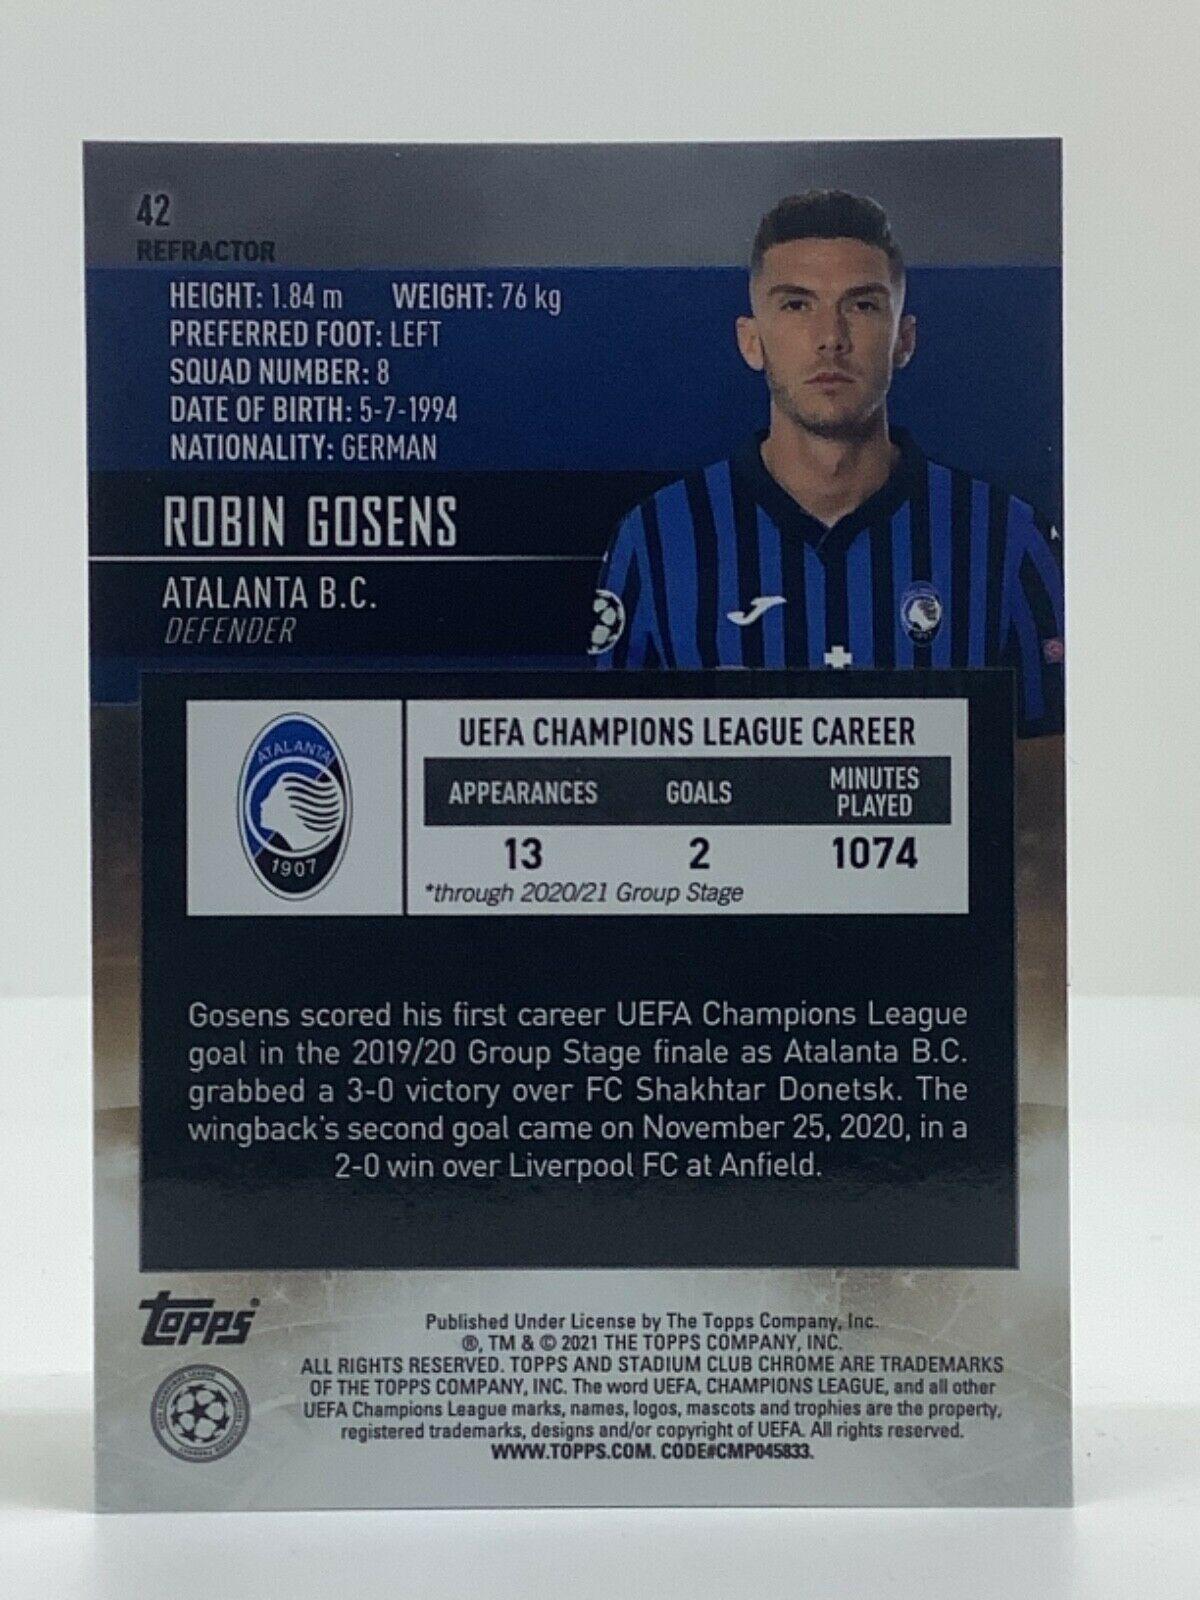 42
REFRACTOR
HEIGHT: 1.84 m WEIGHT: 76 kg
PREFERRED FOOT: LEFT
SQUAD NUMBER: 8
DATE OF BIRTH: 5-7-1994
NATIONALITY: GERMAN
ROBIN GOSENS
ATALANTA B.C.
DEFENDER
1907
ATALANTA
1907
UEFA CHAMPIONS LEAGUE CAREER
APPEARANCES GOALS MINUTES PLAYED
13 2 1074
*through 2020/21 Group Stage
Gosens scored his first career UEFA Champions League
goal in the 2019/20 Group Stage finale as Atalanta B.C.
grabbed a 3-0 victory over FC Shakhtar Donetsk. The
wingback's second goal came on November 25, 2020, in a
2-0 win over Liverpool FC at Anfield.
Topps®
Published Under License by The Topps Company, Inc.
®, TM & © 2021 THE TOPPS COMPANY, INC.
ALL RIGHTS RESERVED. TOPPS AND STADIUM CLUB CHROME ARE TRADEMARKS
OF THE TOPPS COMPANY, INC. The word UEFA, CHAMPIONS LEAGUE, and all other
UEFA Champions League marks, names, logos, mascots and trophies are the property,
registered trademarks, designs and/or copyright of UEFA. All rights reserved.
WWW.TOPPS.COM. CODE#CMP045833.